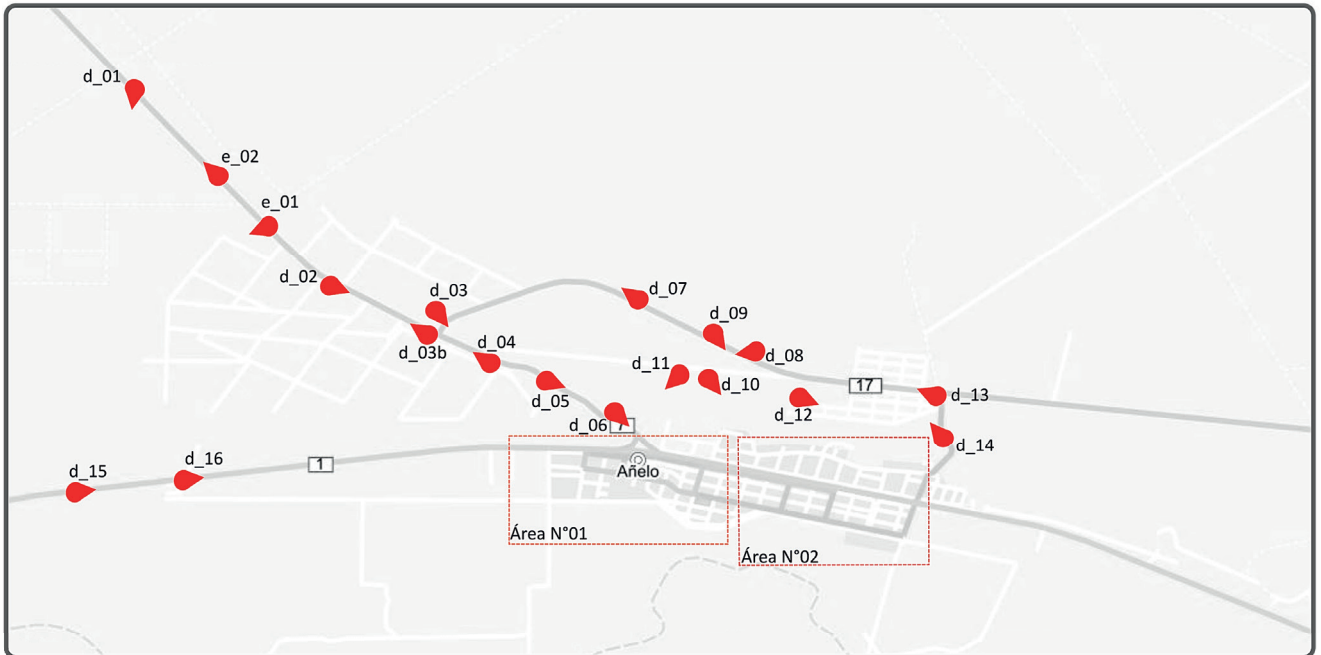 d_01
e_02
e_01
d_02
d_03
d_07
d_09
d_03b
d_04
d_08
d_11
d_10
17
d_13
d_05
d_12
d_06
7
d_14
d_16
1
d_15
Añelo
Área N°01
Área N°02